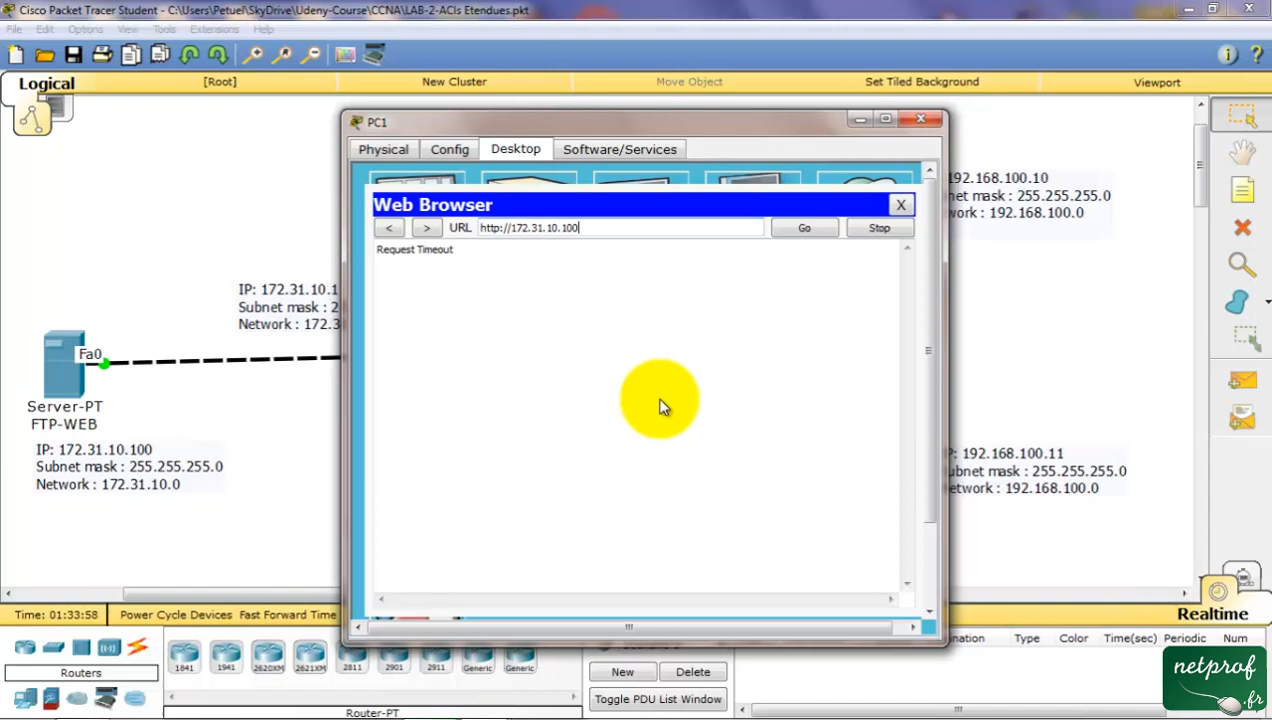 Cisco Packet Tracer Student - C:\Users\Petuel\SkyDrive\Udeny-Course\CCNA\LAB-2-ACIs Etendues.pkt
File Edit Options View Tools Extensions Help
Logical [Root] New Cluster Move Object Set Tiled Background Viewport
PC1
Physical Config Desktop Software/Services
Web Browser X
< > URL http://172.31.10.100 Go Stop
Request Timeout
192.168.100.10
net mask : 255.255.255.0
work : 192.168.100.0
IP: 172.31.10.1
Subnet mask : 2
Network : 172.3
Fa0
Server-PT
FTP-WEB
IP: 172.31.10.100
Subnet mask : 255.255.255.0
Network : 172.31.10.0
P: 192.168.100.11
ubnet mask : 255.255.255.0
etwork : 192.168.100.0
Time: 01:33:58 Power Cycle Devices Fast Forward Time Realtime
Routers
1841 1941 2620XM 2621XM 2811 2901 2911 Generic Generic
Router-PT
New Delete
Toggle PDU List Window
ination Type Color Time(sec) Periodic Num
netprof
.fr